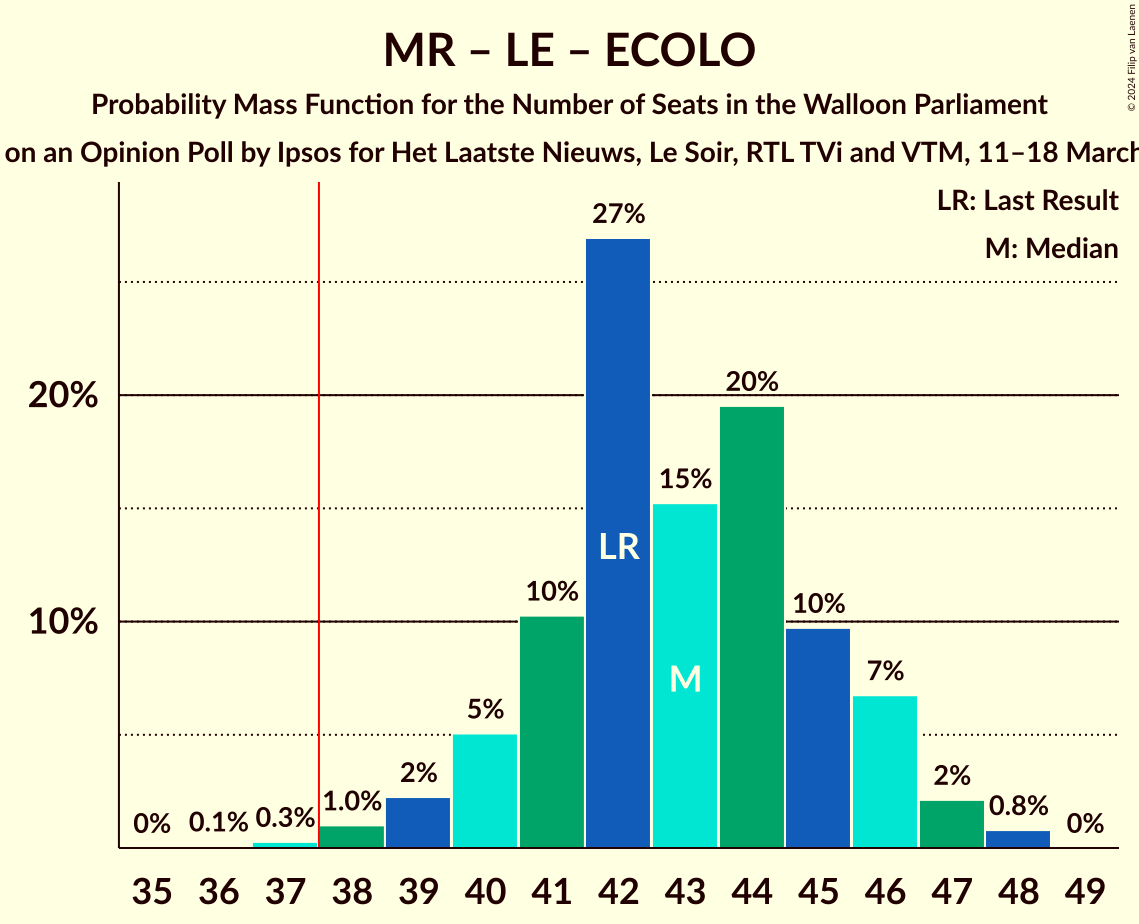 MR – LE – ECOLO
Probability Mass Function for the Number of Seats in the Walloon Parliament
on an Opinion Poll by Ipsos for Het Laatste Nieuws, Le Soir, RTL TVi and VTM, 11–18 March
© 2024 Filip van Laenen
LR: Last Result
M: Median
27%
20%
20%
15%
LR
10%
10%
10%
M
7%
5%
2%
2%
0% 0.1% 0.3% 1.0% 0.8% 0%
35 36 37 38 39 40 41 42 43 44 45 46 47 48 49